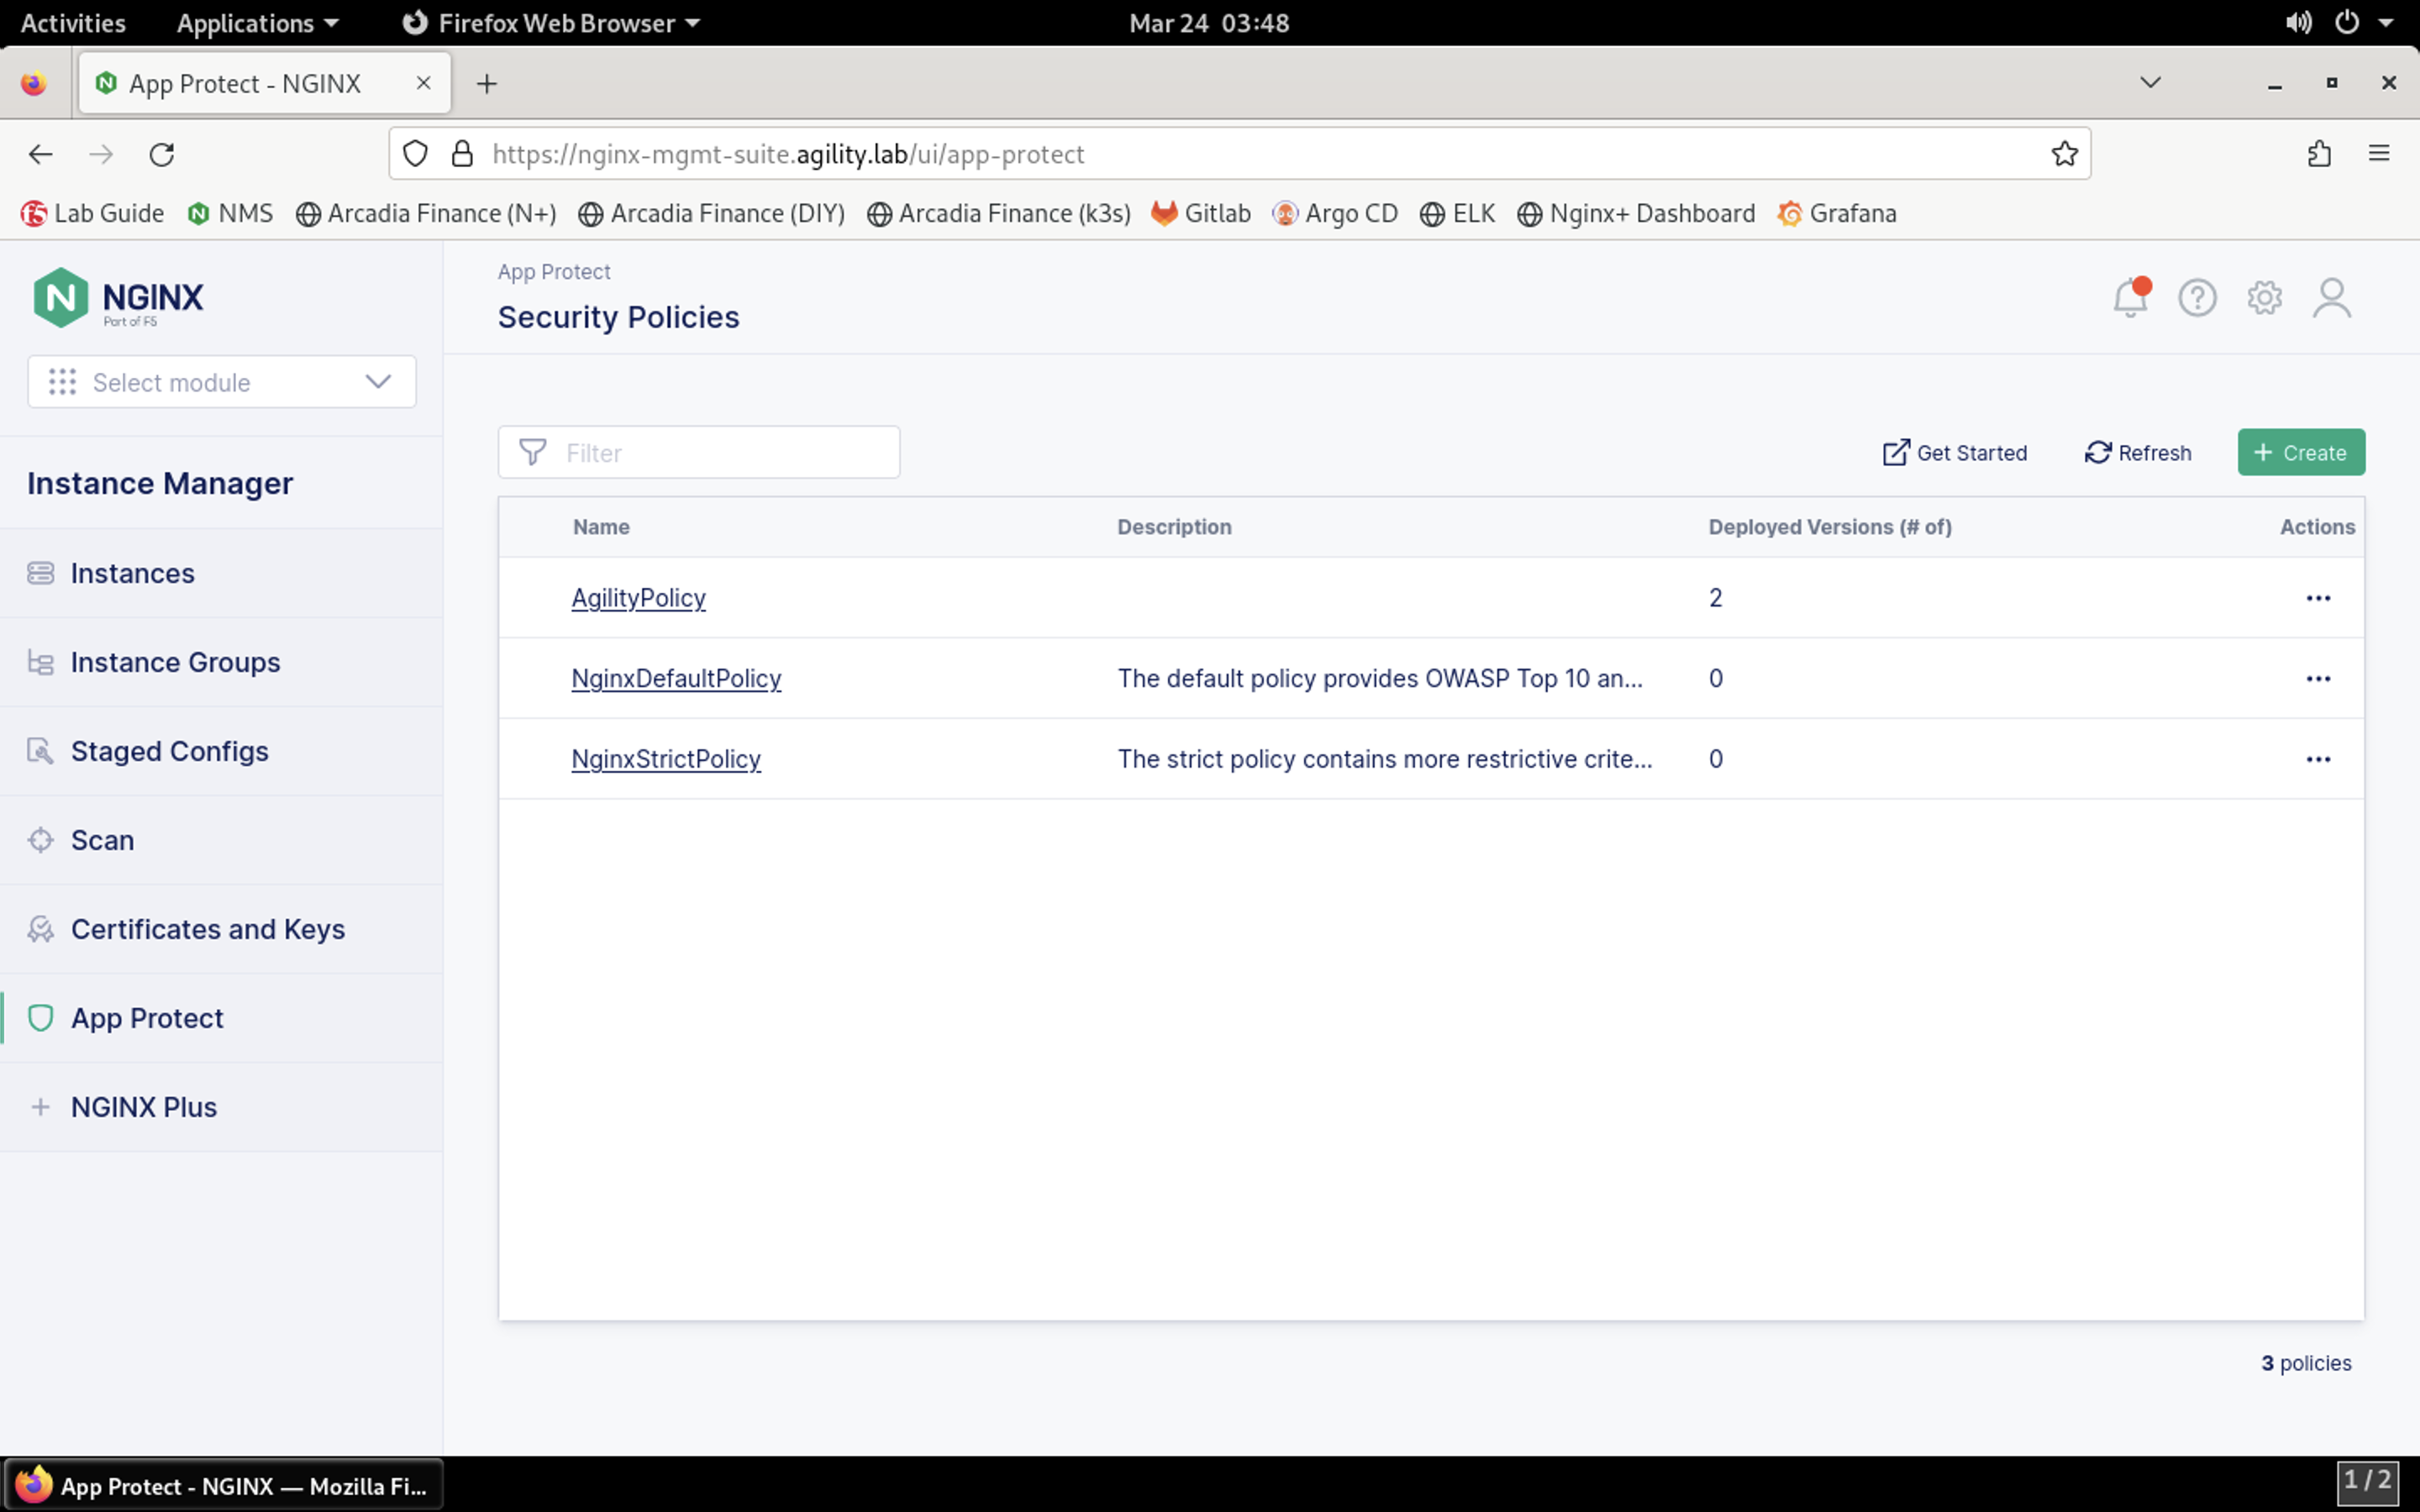 Activities Applications Firefox Web Browser Mar 24 03:48
App Protect - NGINX
https://nginx-mgmt-suite.agility.lab/ui/app-protect
Lab Guide NMS Arcadia Finance (N+) Arcadia Finance (DIY) Arcadia Finance (k3s) Gitlab Argo CD ELK Nginx+ Dashboard Grafana
NGINX
Part of F5
Select module
Instance Manager
Instances
Instance Groups
Staged Configs
Scan
Certificates and Keys
App Protect
NGINX Plus
App Protect
Security Policies
Filter Get Started Refresh + Create
Name Description Deployed Versions (# of) Actions
AgilityPolicy 2 ...
NginxDefaultPolicy The default policy provides OWASP Top 10 an... 0 ...
NginxStrictPolicy The strict policy contains more restrictive crite... 0 ...
3 policies
App Protect - NGINX — Mozilla Fi... 1 / 2